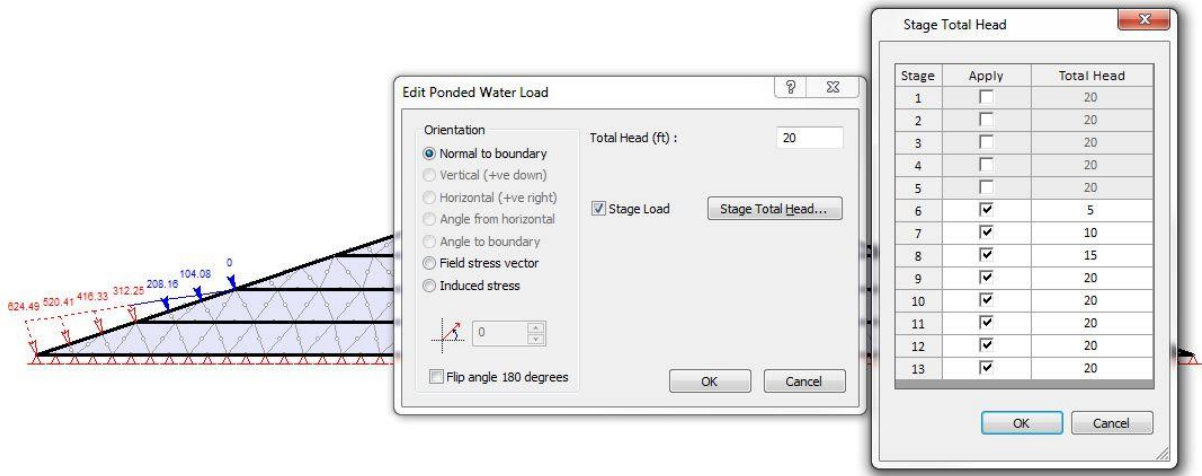 624.49
520.41
416.33
312.25
208.16
104.08
0
Edit Ponded Water Load
Orientation
Normal to boundary
Vertical (+ve down)
Horizontal (+ve right)
Angle from horizontal
Angle to boundary
Field stress vector
Induced stress
0
Flip angle 180 degrees
Total Head (ft) :
20
Stage Load
Stage Total Head...
OK
Cancel
Stage Total Head
Stage Apply Total Head
1 20
2 20
3 20
4 20
5 20
6 5
7 10
8 15
9 20
10 20
11 20
12 20
13 20
OK
Cancel